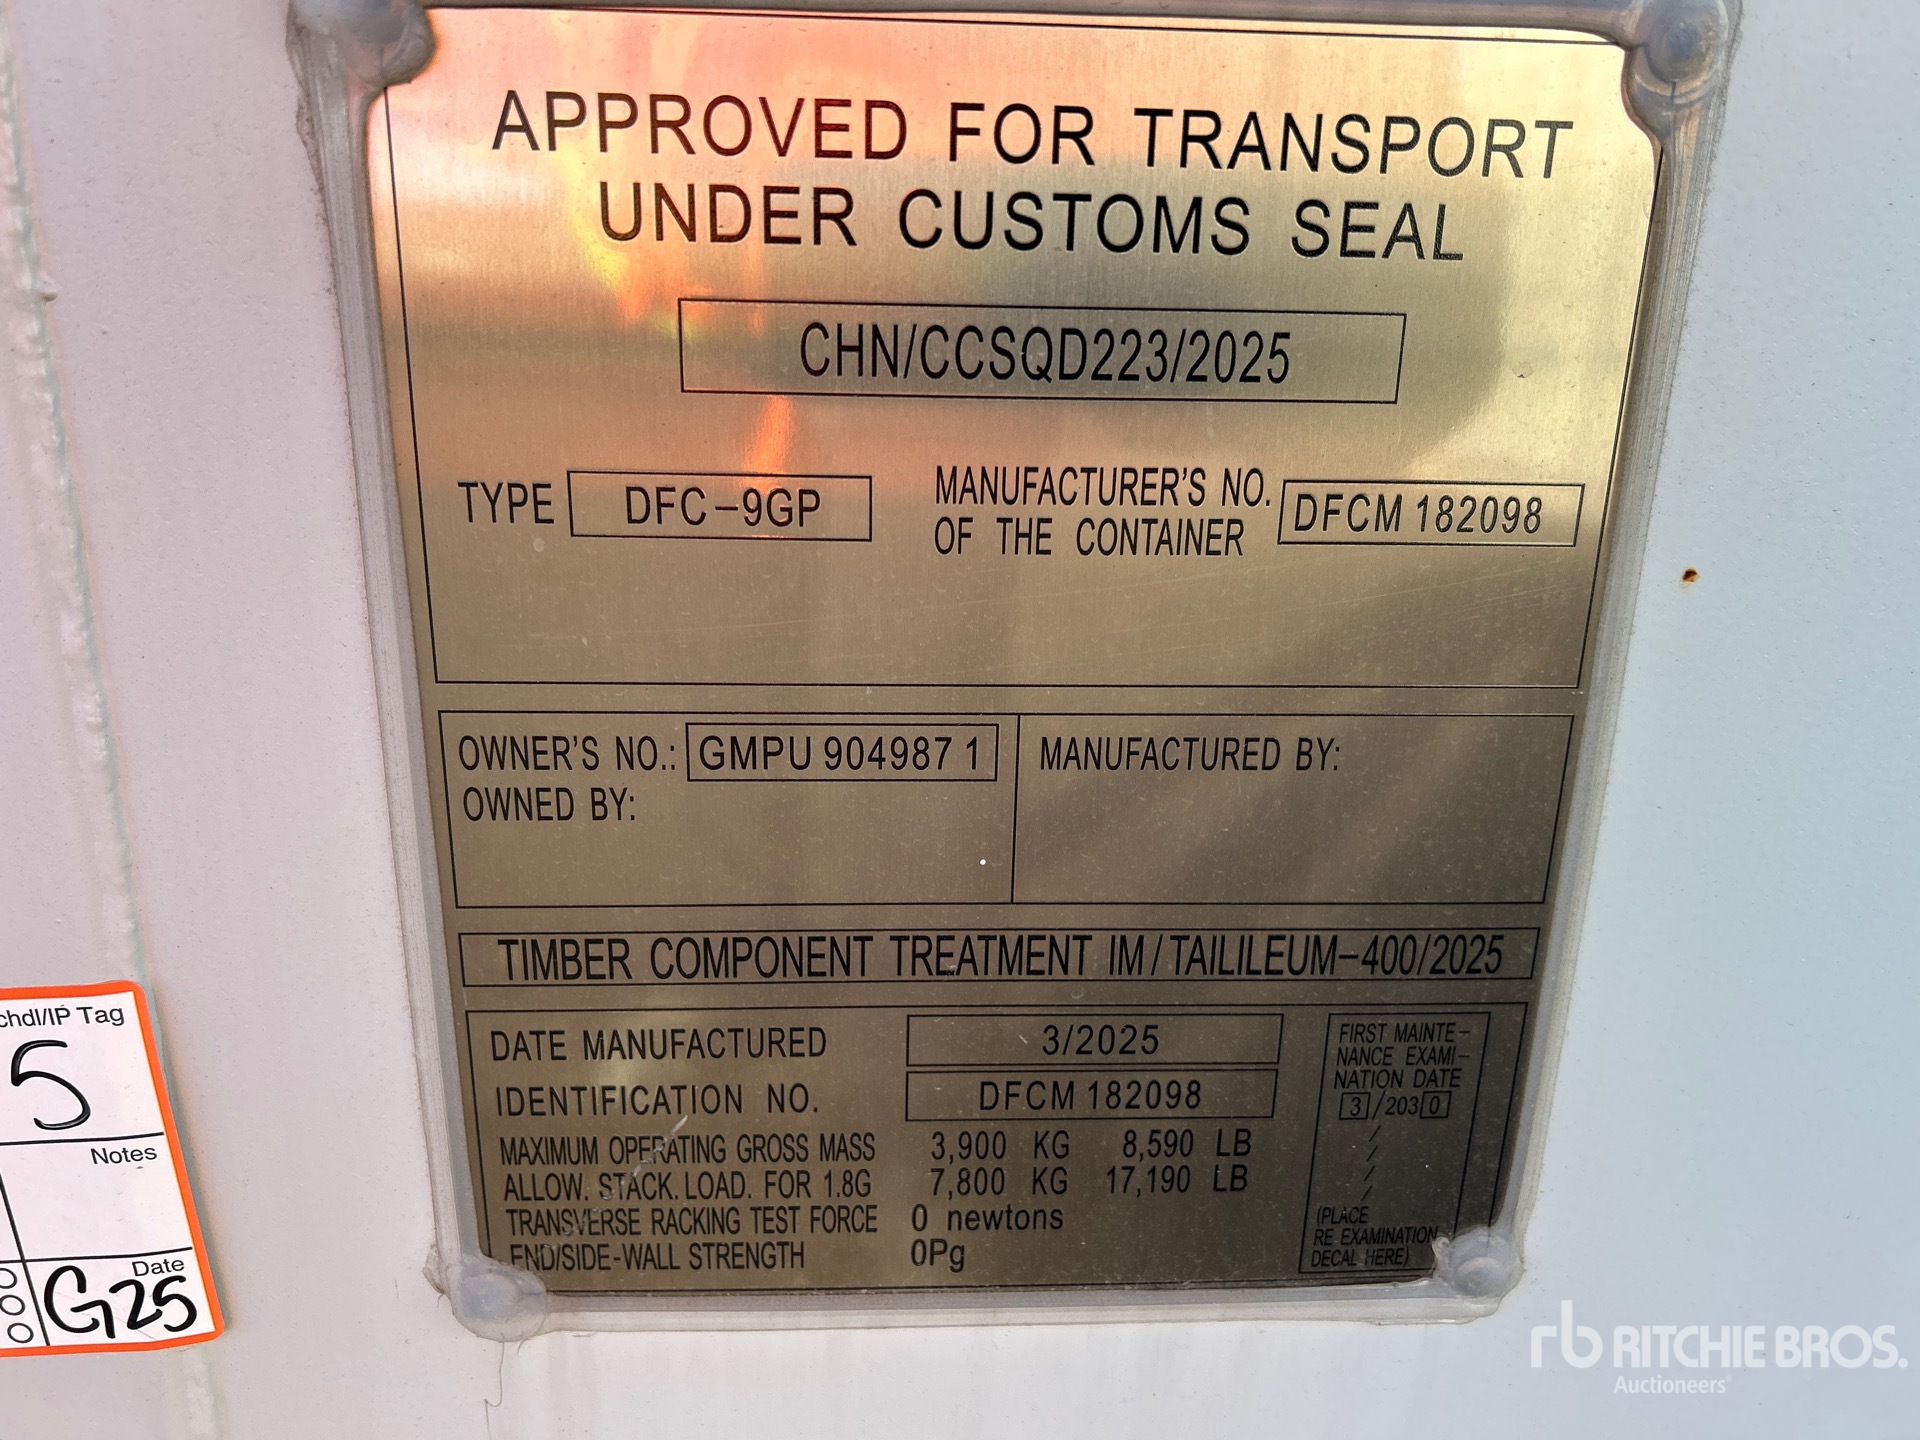 APPROVED FOR TRANSPORT
UNDER CUSTOMS SEAL
CHN/CCSQD223/2025
TYPE DFC-9GP
MANUFACTURER'S NO.
OF THE CONTAINER
DFCM 182098
OWNER'S NO.: GMPU 904987 1
OWNED BY:
MANUFACTURED BY:
TIMBER COMPONENT TREATMENT IM/TAILILEUM-400/2025
DATE MANUFACTURED 3/2025
IDENTIFICATION NO. DFCM 182098
MAXIMUM OPERATING GROSS MASS 3,900 KG 8,590 LB
ALLOW. STACK. LOAD. FOR 1.8G 7,800 KG 17,190 LB
TRANSVERSE RACKING TEST FORCE 0 newtons
END/SIDE-WALL STRENGTH 0Pg
FIRST MAINTE-
NANCE EXAMI-
NATION DATE
3/2030
/
/
/
/
(PLACE
RE EXAMINATION
DECAL HERE)
chdl/IP Tag
5
Notes
Date
G25
rb RITCHIE BROS.
Auctioneers